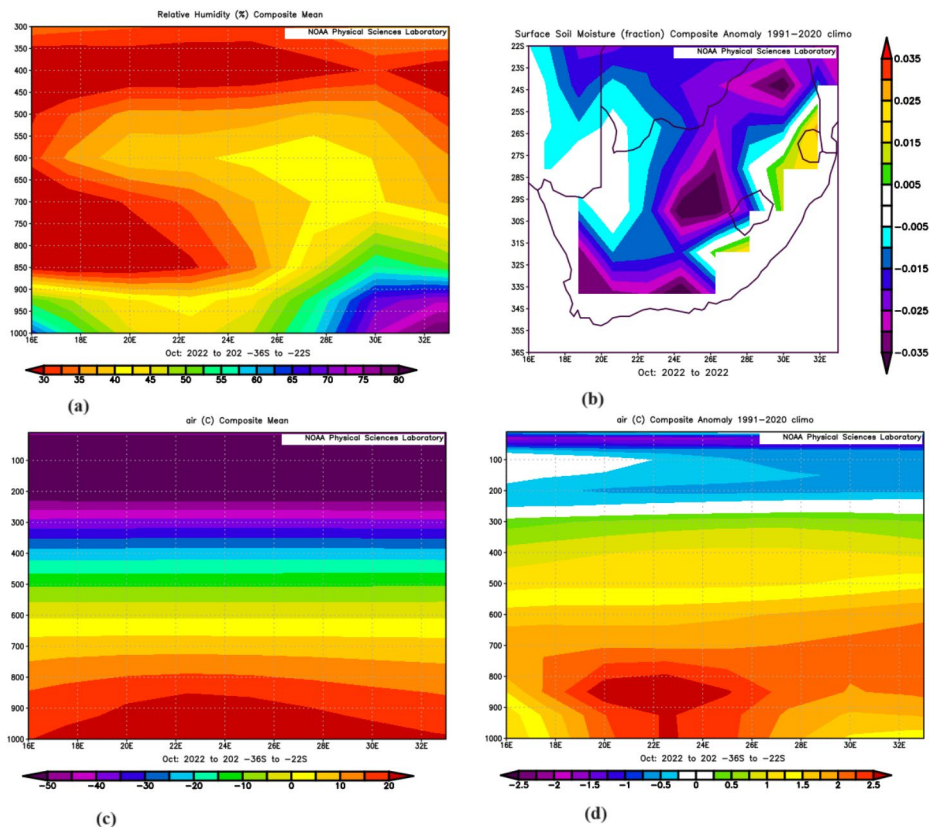 Relative Humidity (%) Composite Mean
NOAA Physical Sciences Laboratory
300
400
500
600
700
750
850
950
1000
16E 18E 20E 22E 24E 26E 28E 30E 32E
Oct: 2022 to 202 -36S to -22S
30 35 40 45 50 55 60 65 70 75 80
(a)
Surface Soil Moisture (fraction) Composite Anomaly 1991-2020 climo
NOAA Physical Sciences Laboratory
22S
23S
24S
25S
26S
27S
28S
29S
30S
31S
32S
33S
34S
35S
36S
16E 18E 20E 22E 24E 26E 28E 30E 32E
Oct: 2022 to 2022
0.035
0.025
0.015
0.005
-0.005
-0.015
-0.025
-0.035
(b)
air (C) Composite Mean
NOAA Physical Sciences Laboratory
100
200
300
400
500
600
700
800
900
1000
16E 18E 20E 22E 24E 26E 28E 30E 32E
Oct: 2022 to 202 -36S to -22S
-50 -40 -30 -20 -10 0 10 20
(c)
air (C) Composite Anomaly 1991-2020 climo
NOAA Physical Sciences Laboratory
100
200
300
400
500
600
700
800
900
1000
16E 18E 20E 22E 24E 26E 28E 30E 32E
Oct: 2022 to 202 -36S to -22S
-2.5 -2 -1.5 -1 -0.5 0 0.5 1 1.5 2 2.5
(d)